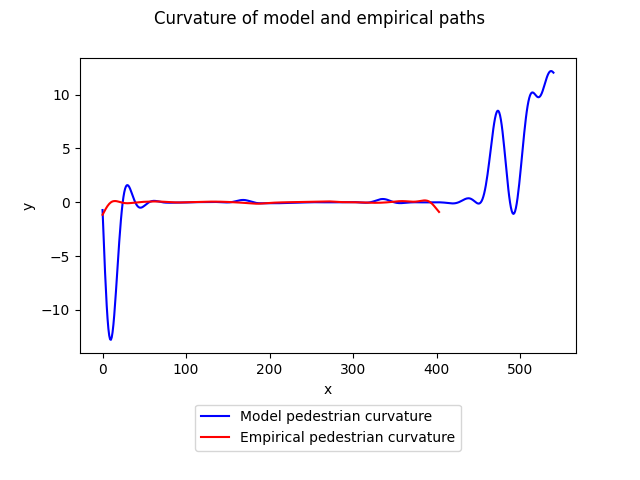 Curvature of model and empirical paths
10
5
0
−5
−10
y
0 100 200 300 400 500
x
Model pedestrian curvature
Empirical pedestrian curvature